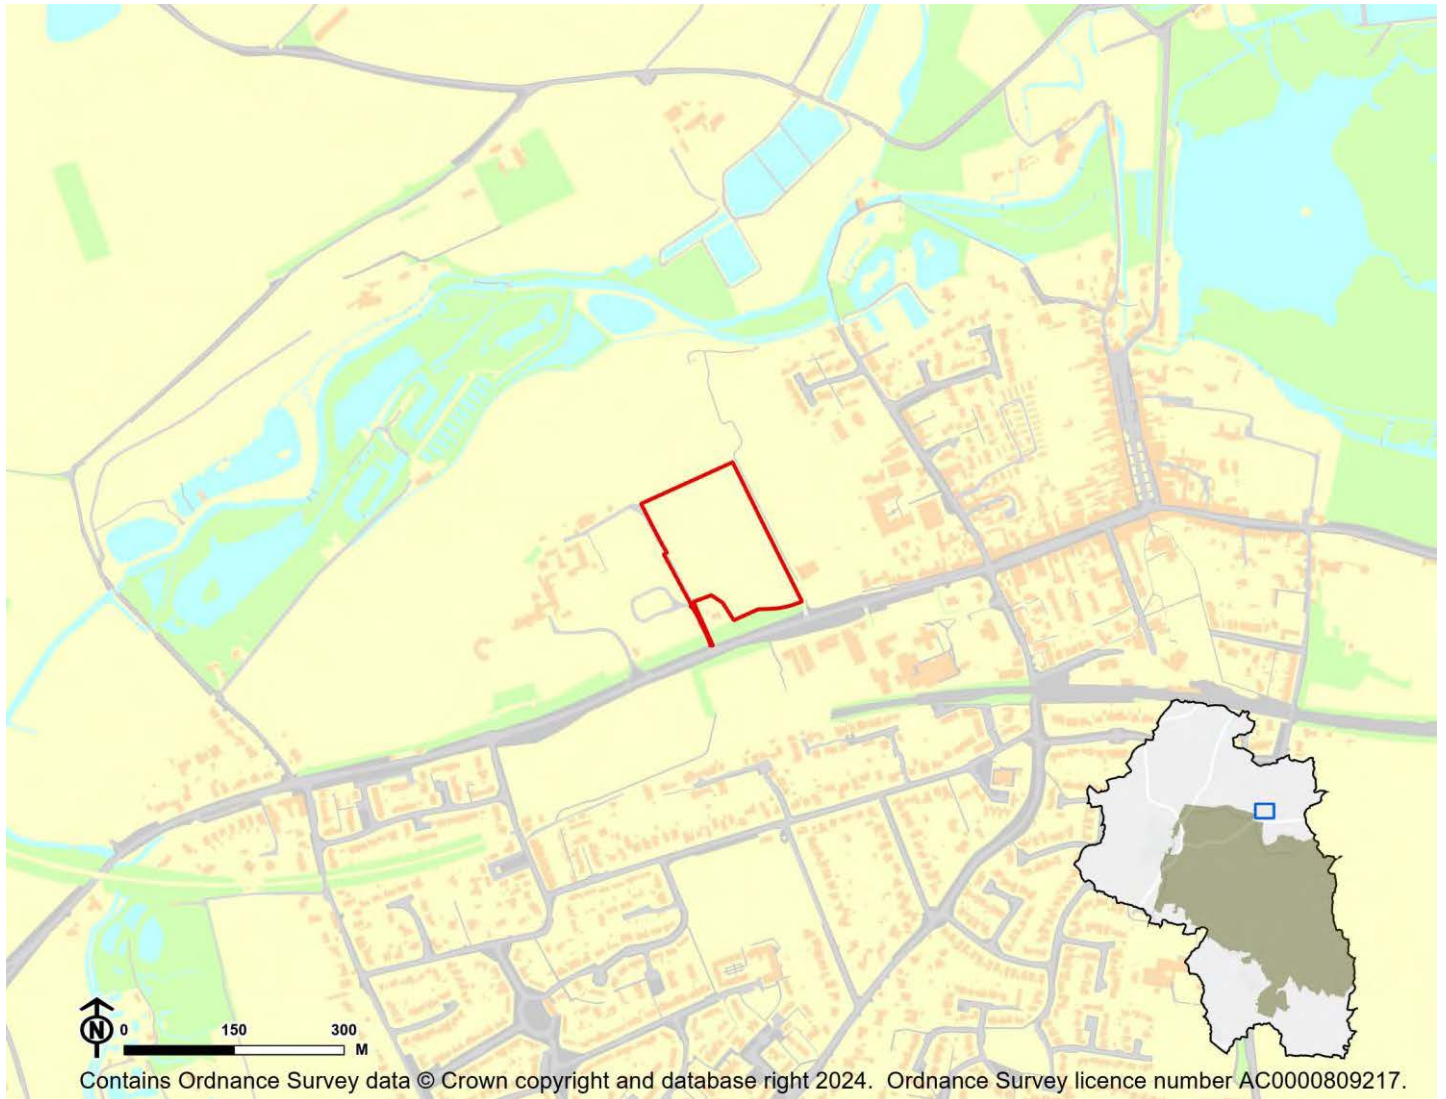 N 0 150 300
M
Contains Ordnance Survey data © Crown copyright and database right 2024. Ordnance Survey licence number AC0000809217.